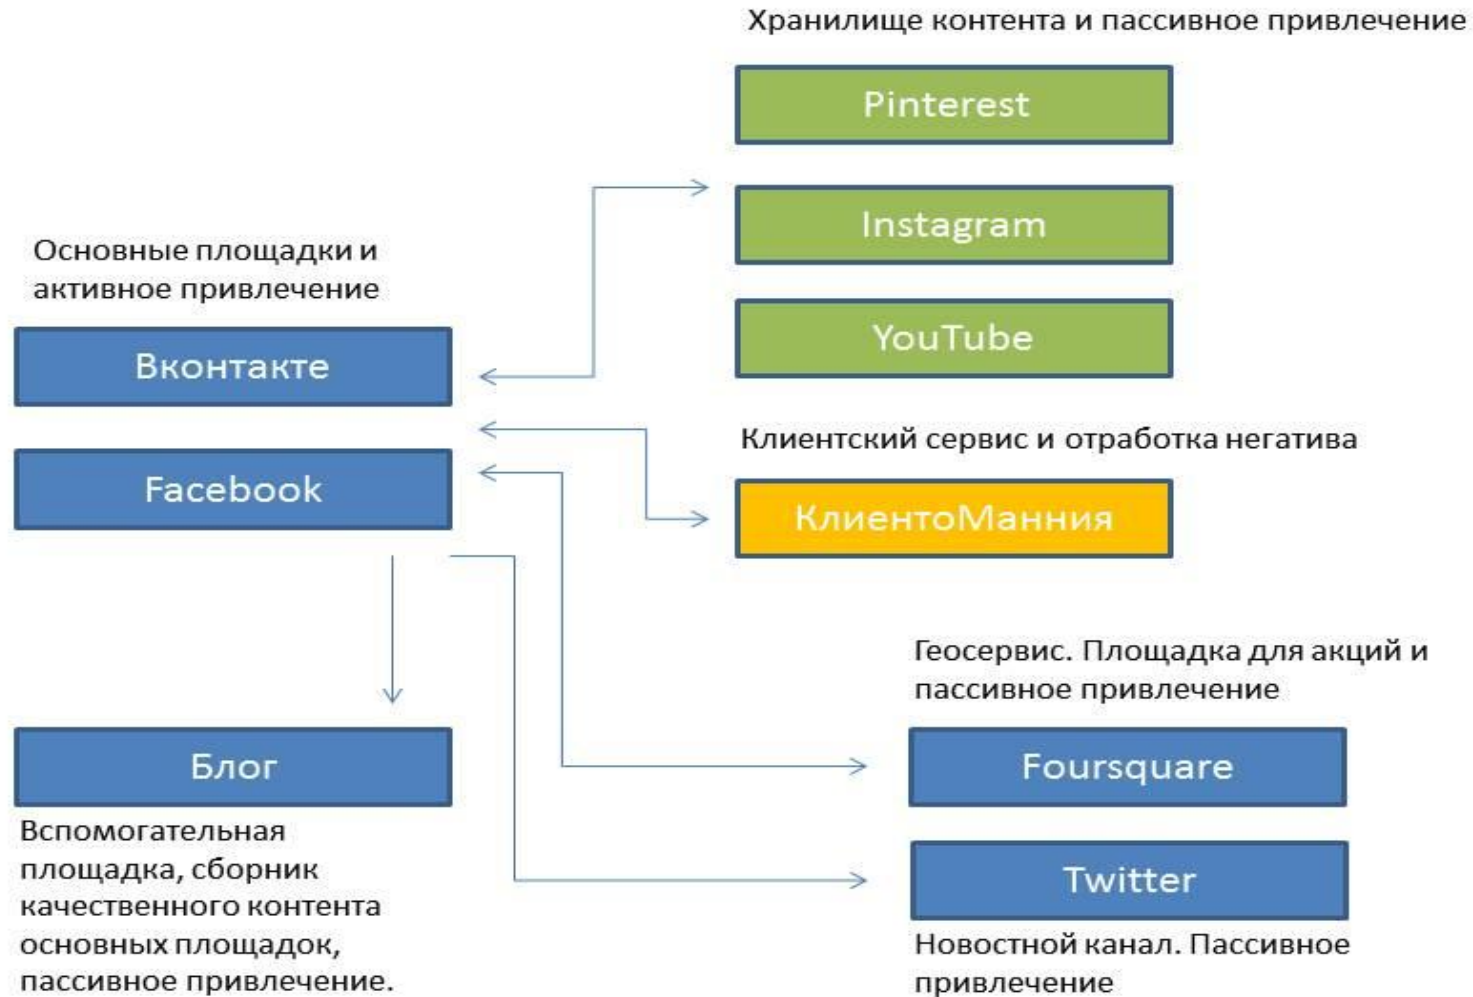 Хранилище контента и пассивное привлечение
Pinterest
Instagram
YouTube
Основные площадки и
активное привлечение
Вконтакте
Facebook
Клиентский сервис и отработка негатива
КлиентоМанния
Геосервис. Площадка для акций и
пассивное привлечение
Foursquare
Twitter
Новостной канал. Пассивное
привлечение
Блог
Вспомогательная
площадка, сборник
качественного контента
основных площадок,
пассивное привлечение.